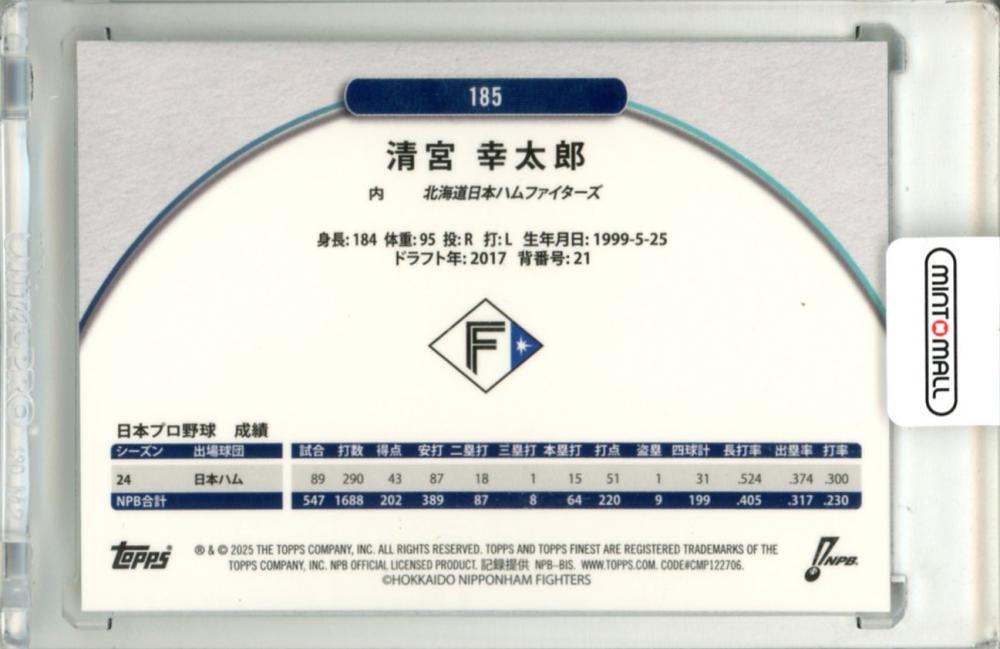 185
清宮 幸太郎
内 北海道日本ハムファイターズ
身長: 184 体重: 95 投: R 打: L 生年月日: 1999-5-25
ドラフト年: 2017 背番号: 21
F
MINT MALL
日本プロ野球 成績
シーズン 出場球団 試合 打数 得点 安打 二塁打 三塁打 本塁打 打点 盗塁 四球計 長打率 出塁率 打率
24 日本ハム 89 290 43 87 18 1 15 51 1 31 .524 .374 .300
NPB合計 547 1688 202 389 87 8 64 220 9 199 .405 .317 .230
topps®
® & © 2025 THE TOPPS COMPANY, INC. ALL RIGHTS RESERVED. TOPPS AND TOPPS FINEST ARE REGISTERED TRADEMARKS OF THE
TOPPS COMPANY, INC. NPB OFFICIAL LICENSED PRODUCT. 記録提供 NPB-BIS. WWW.TOPPS.COM. CODE#CMP122706.
©HOKKAIDO NIPPONHAM FIGHTERS
NPB.